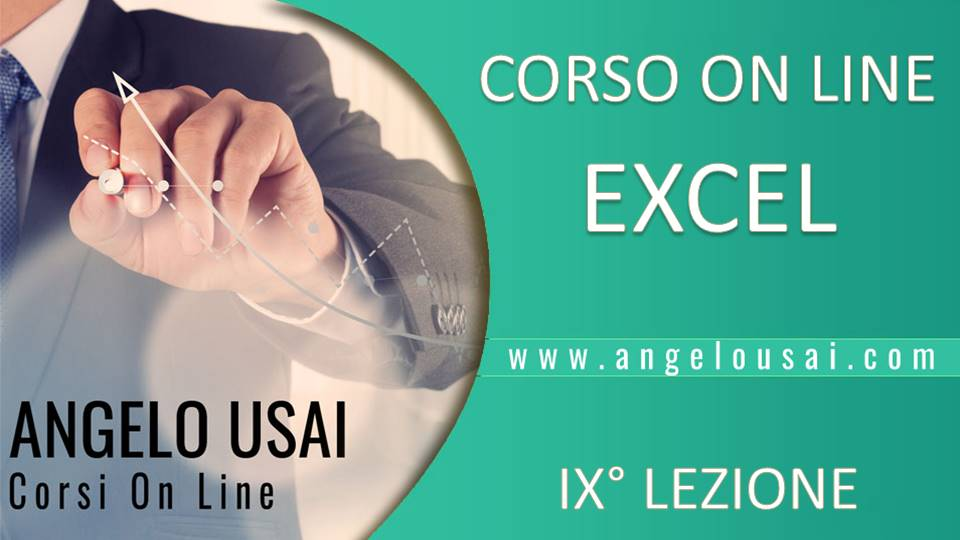 CORSO ON LINE
EXCEL
www.angelousai.com
ANGELO USAI
Corsi On Line
IX° LEZIONE